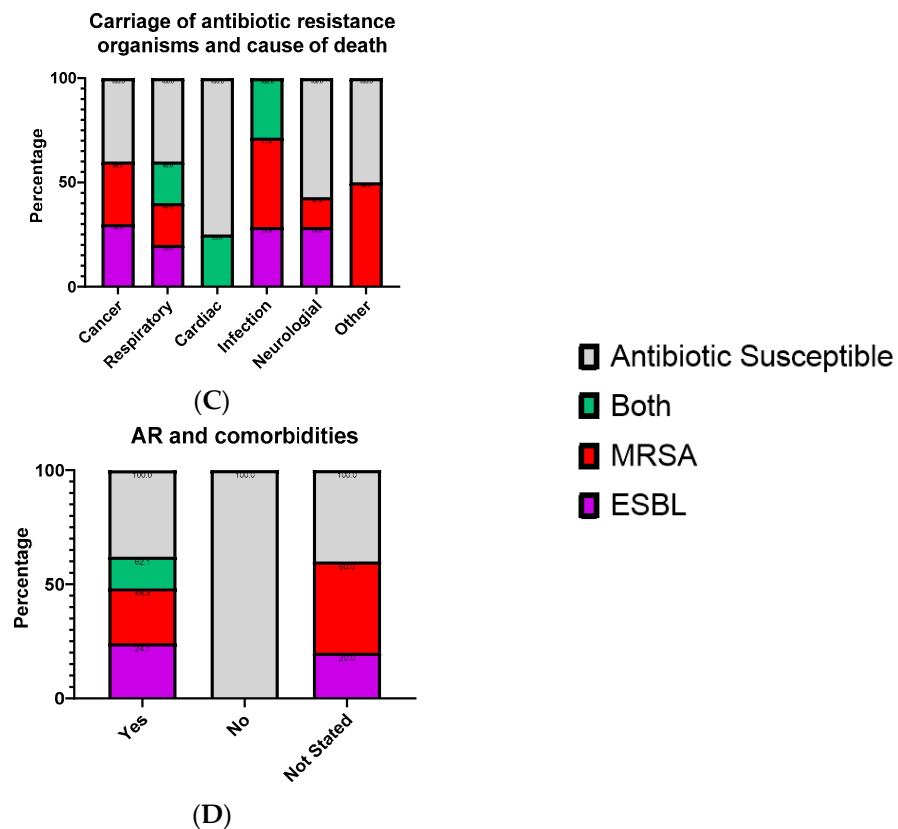 Carriage of antibiotic resistance
organisms and cause of death
Percentage
100
50
0
Cancer
Respiratory
Cardiac
Infection
Neurologial
Other
(C)
AR and comorbidities
Percentage
100
50
0
100.0
62.1
48.3
24.1
100.0
100.0
60.0
20.0
Yes
No
Not Stated
(D)
Antibiotic Susceptible
Both
MRSA
ESBL